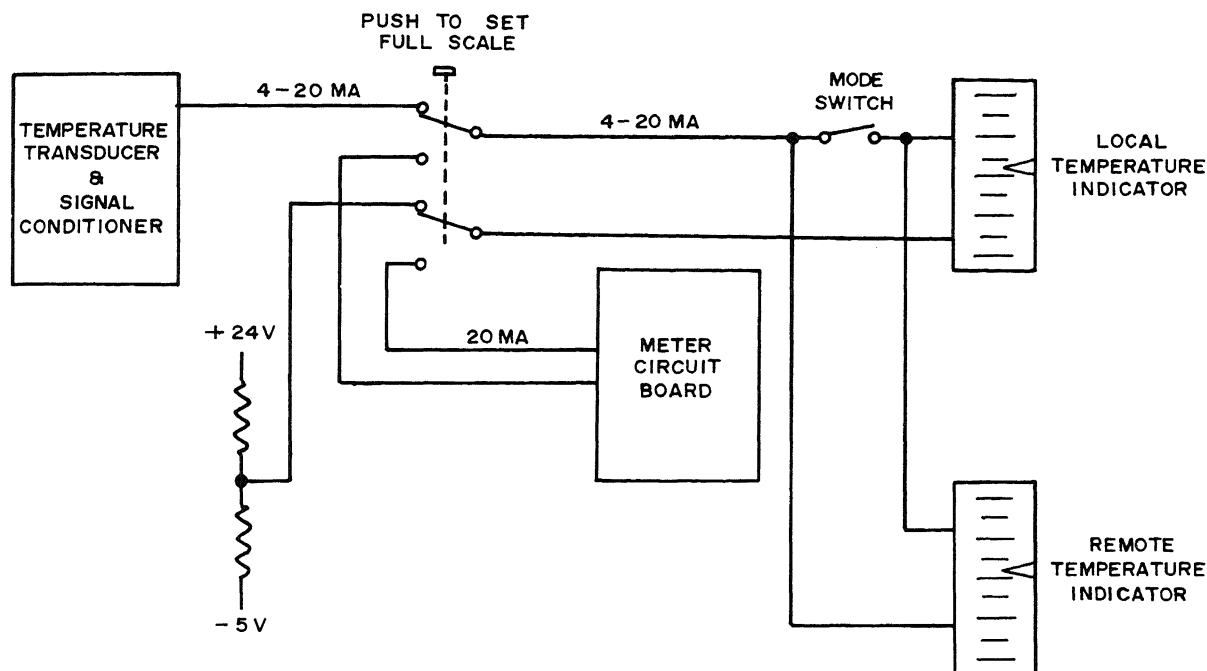 PUSH TO SET
FULL SCALE
4-20 MA
TEMPERATURE
TRANSDUCER
&
SIGNAL
CONDITIONER
4-20 MA
MODE
SWITCH
LOCAL
TEMPERATURE
INDICATOR
+24V
20 MA
METER
CIRCUIT
BOARD
-5V
REMOTE
TEMPERATURE
INDICATOR